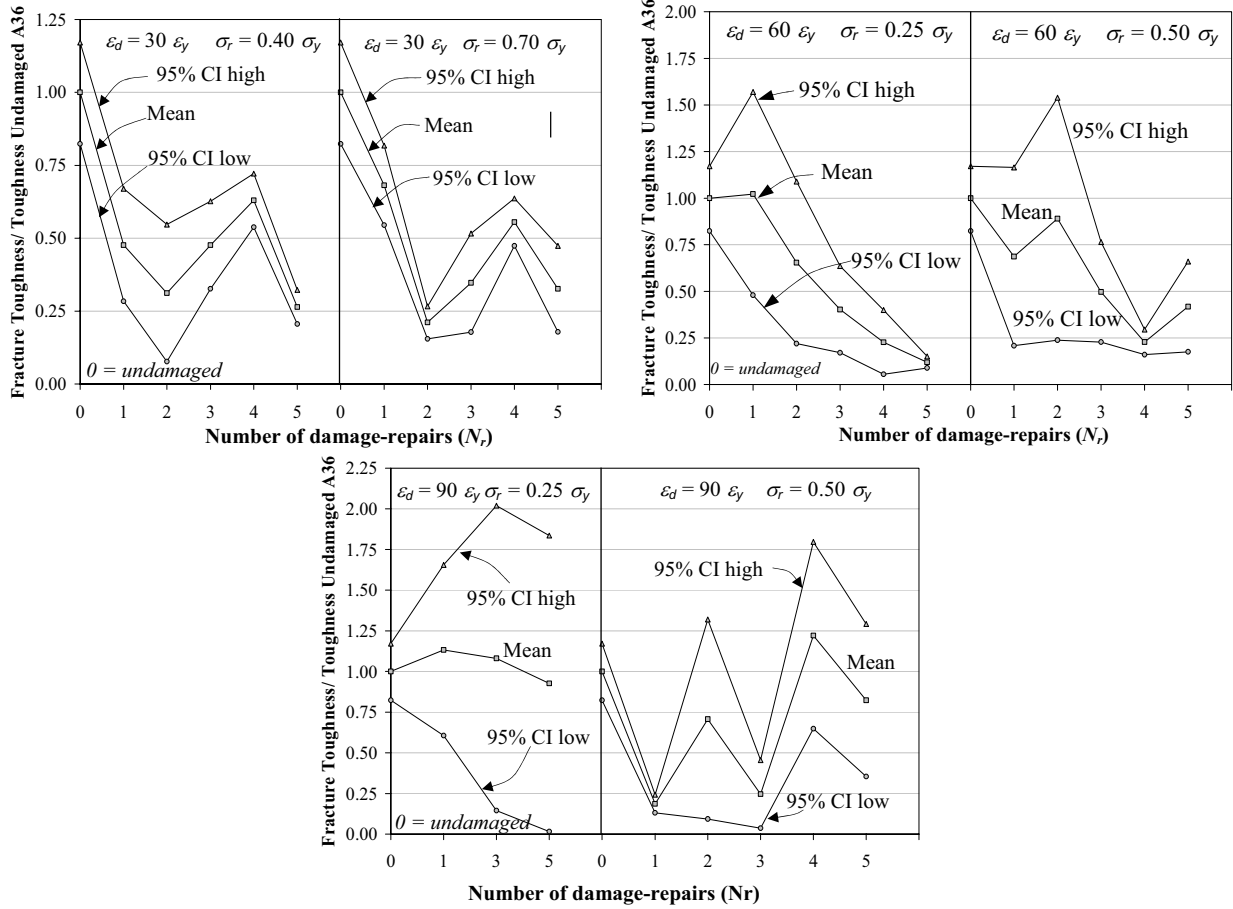 Fracture Toughness/ Toughness Undamaged A36
1.25
1.00
0.75
0.50
0.25
0.00
εd = 30 εy σr = 0.40 σy
95% CI high
Mean
95% CI low
0 = undamaged
εd = 30 εy σr = 0.70 σy
95% CI high
Mean
95% CI low
0 1 2 3 4 5 0 1 2 3 4 5
Number of damage-repairs (Nr)
Fracture Toughness/ Toughness Undamaged A36
2.00
1.75
1.50
1.25
1.00
0.75
0.50
0.25
0.00
εd = 60 εy σr = 0.25 σy
95% CI high
Mean
95% CI low
0 = undamaged
εd = 60 εy σr = 0.50 σy
95% CI high
Mean
95% CI low
0 1 2 3 4 5 0 1 2 3 4 5
Number of damage-repairs (Nr)
Fracture Toughness/ Toughness Undamaged A36
2.25
2.00
1.75
1.50
1.25
1.00
0.75
0.50
0.25
0.00
εd = 90 εy σr = 0.25 σy
95% CI high
Mean
95% CI low
0 = undamaged
εd = 90 εy σr = 0.50 σy
95% CI high
Mean
95% CI low
0 1 3 5 0 1 2 3 4 5
Number of damage-repairs (Nr)